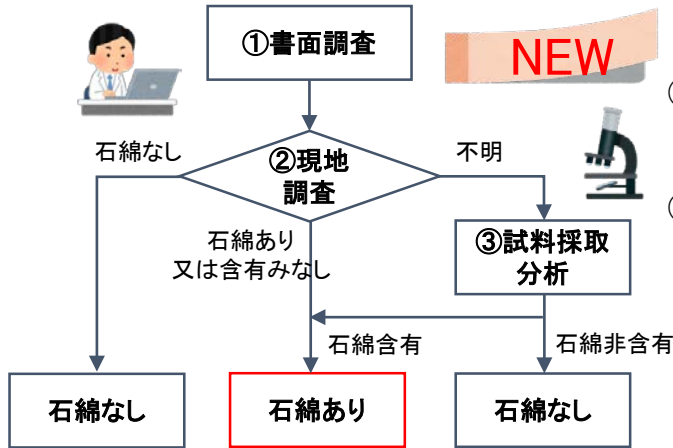 ①書面調査
NEW
石綿なし
②現地
調査
不明
石綿あり
又は含有みなし
③試料採取
分析
石綿含有
石綿非含有
石綿なし
石綿あり
石綿なし